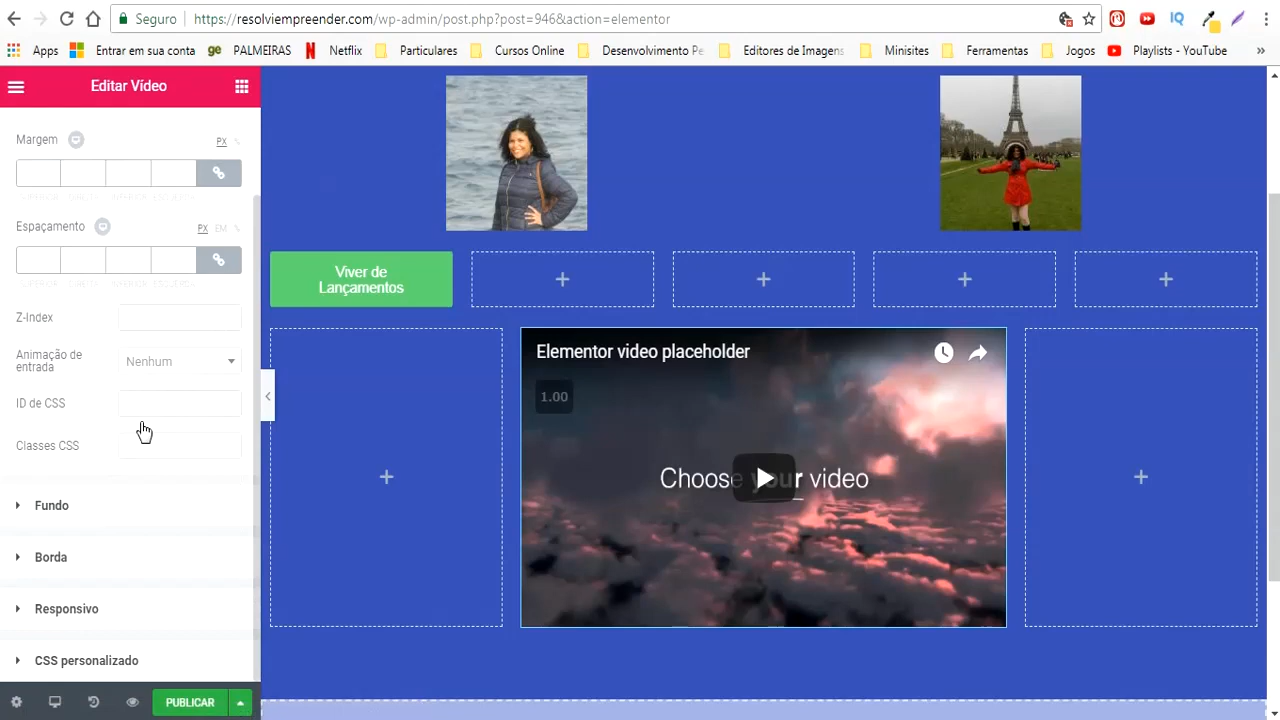 Seguro
https://resolviempreender.com/wp-admin/post.php?post=946&action=elementor
Apps
Entrar em sua conta
ge PALMEIRAS
N Netflix
Particulares
Cursos Online
Desenvolvimento Pe
Editores de Imagens
Minisites
Ferramentas
Jogos
Playlists - YouTube
»
Editar Vídeo
Margem
PX %
Espaçamento
PX EM %
Z-Index
Animação de
entrada
Nenhum
ID de CSS
Classes CSS
Fundo
Borda
Responsivo
CSS personalizado
PUBLICAR
Viver de
Lançamentos
Elementor video placeholder
1.00
Choose your video